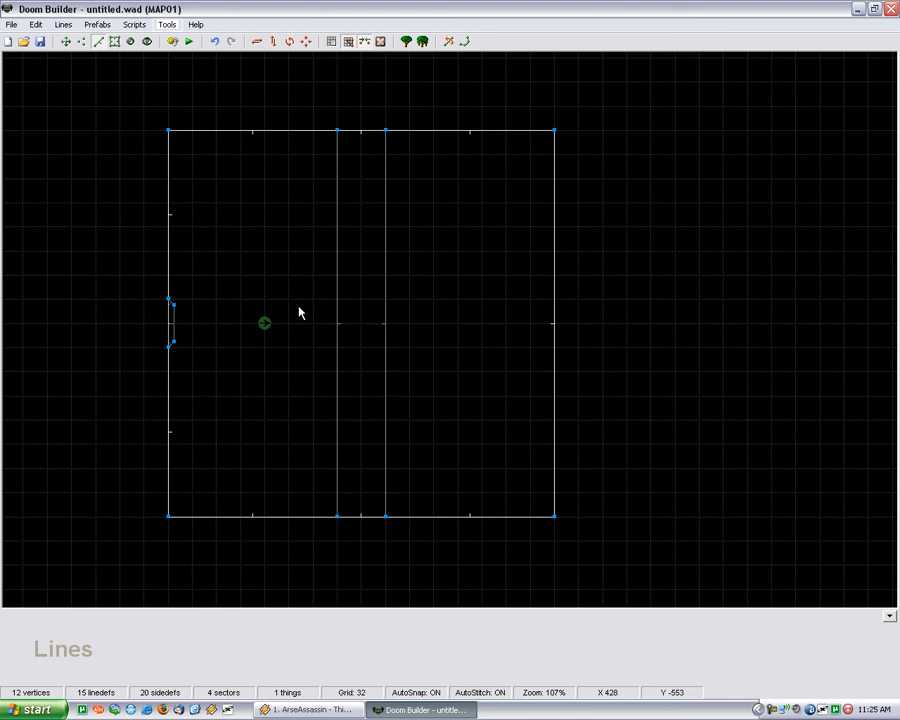 Doom Builder - untitled.wad (MAP01)
File Edit Lines Prefabs Scripts Tools Help
Lines
12 vertices 15 linedefs 20 sidedefs 4 sectors 1 things Grid: 32 AutoSnap: ON AutoStitch: ON Zoom: 107% X 428 Y -553
start 1. ArseAssassin - Thi... Doom Builder - untitle... 11:25 AM